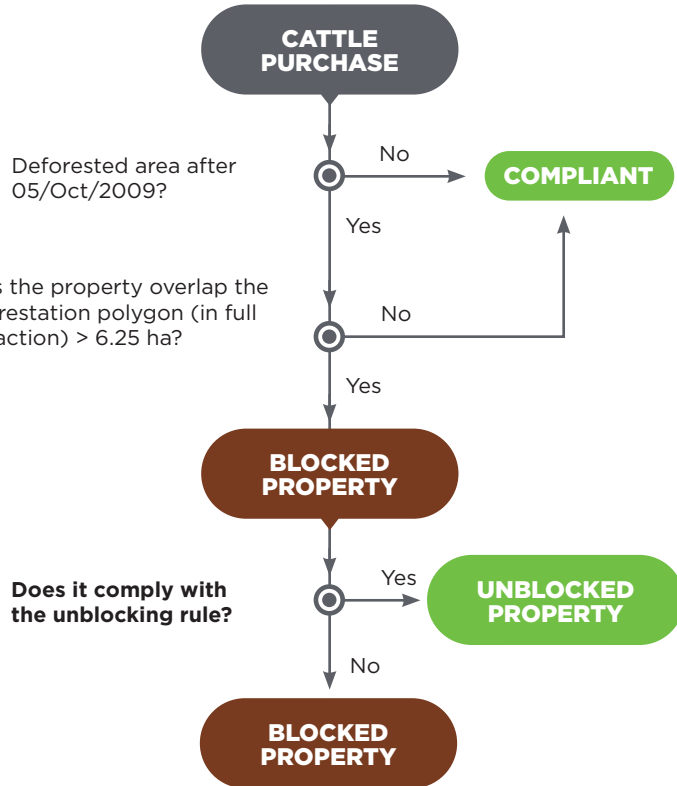 CATTLE
PURCHASE
Deforested area after
05/Oct/2009?
No
COMPLIANT
Yes
s the property overlap the
restation polygon (in full
action) > 6.25 ha?
No
Yes
BLOCKED
PROPERTY
Does it comply with
the unblocking rule?
Yes
UNBLOCKED
PROPERTY
No
BLOCKED
PROPERTY